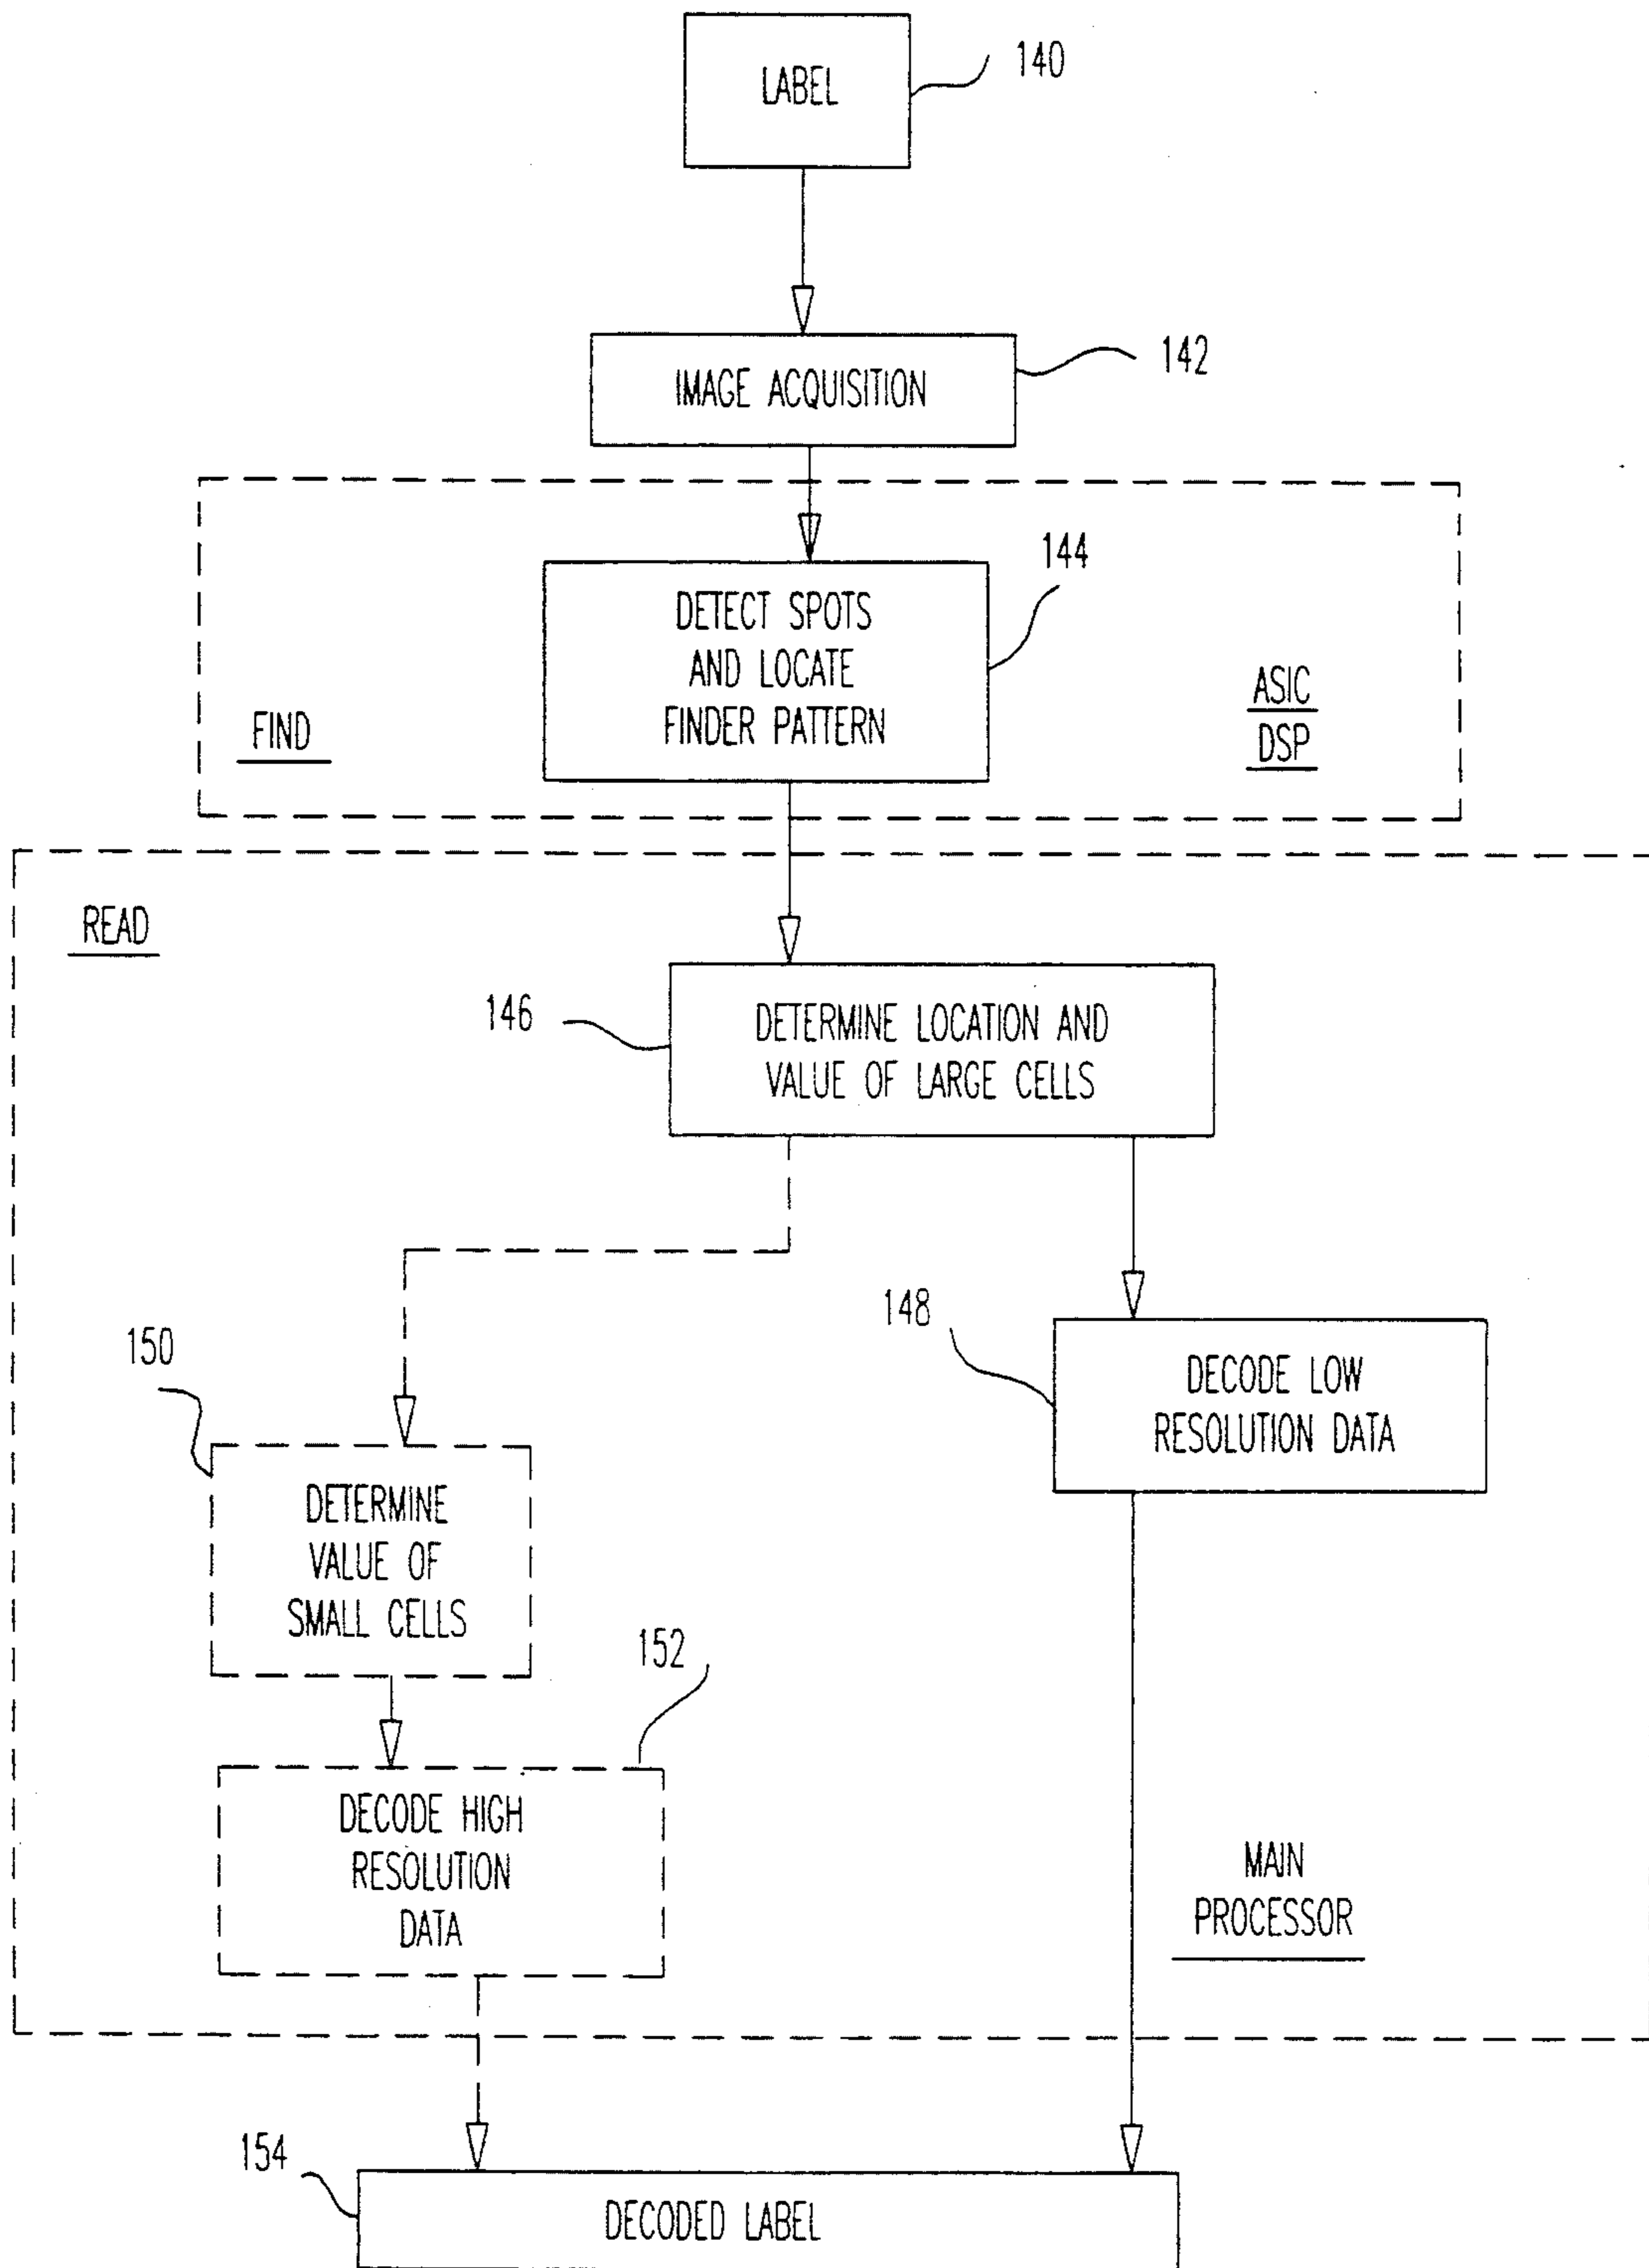 LABEL
140
IMAGE ACQUISITION
142
144
DETECT SPOTS
AND LOCATE
FINDER PATTERN
FIND
ASIC
DSP
READ
146
DETERMINE LOCATION AND
VALUE OF LARGE CELLS
148
DECODE LOW
RESOLUTION DATA
150
DETERMINE
VALUE OF
SMALL CELLS
152
DECODE HIGH
RESOLUTION
DATA
MAIN
PROCESSOR
154
DECODED LABEL